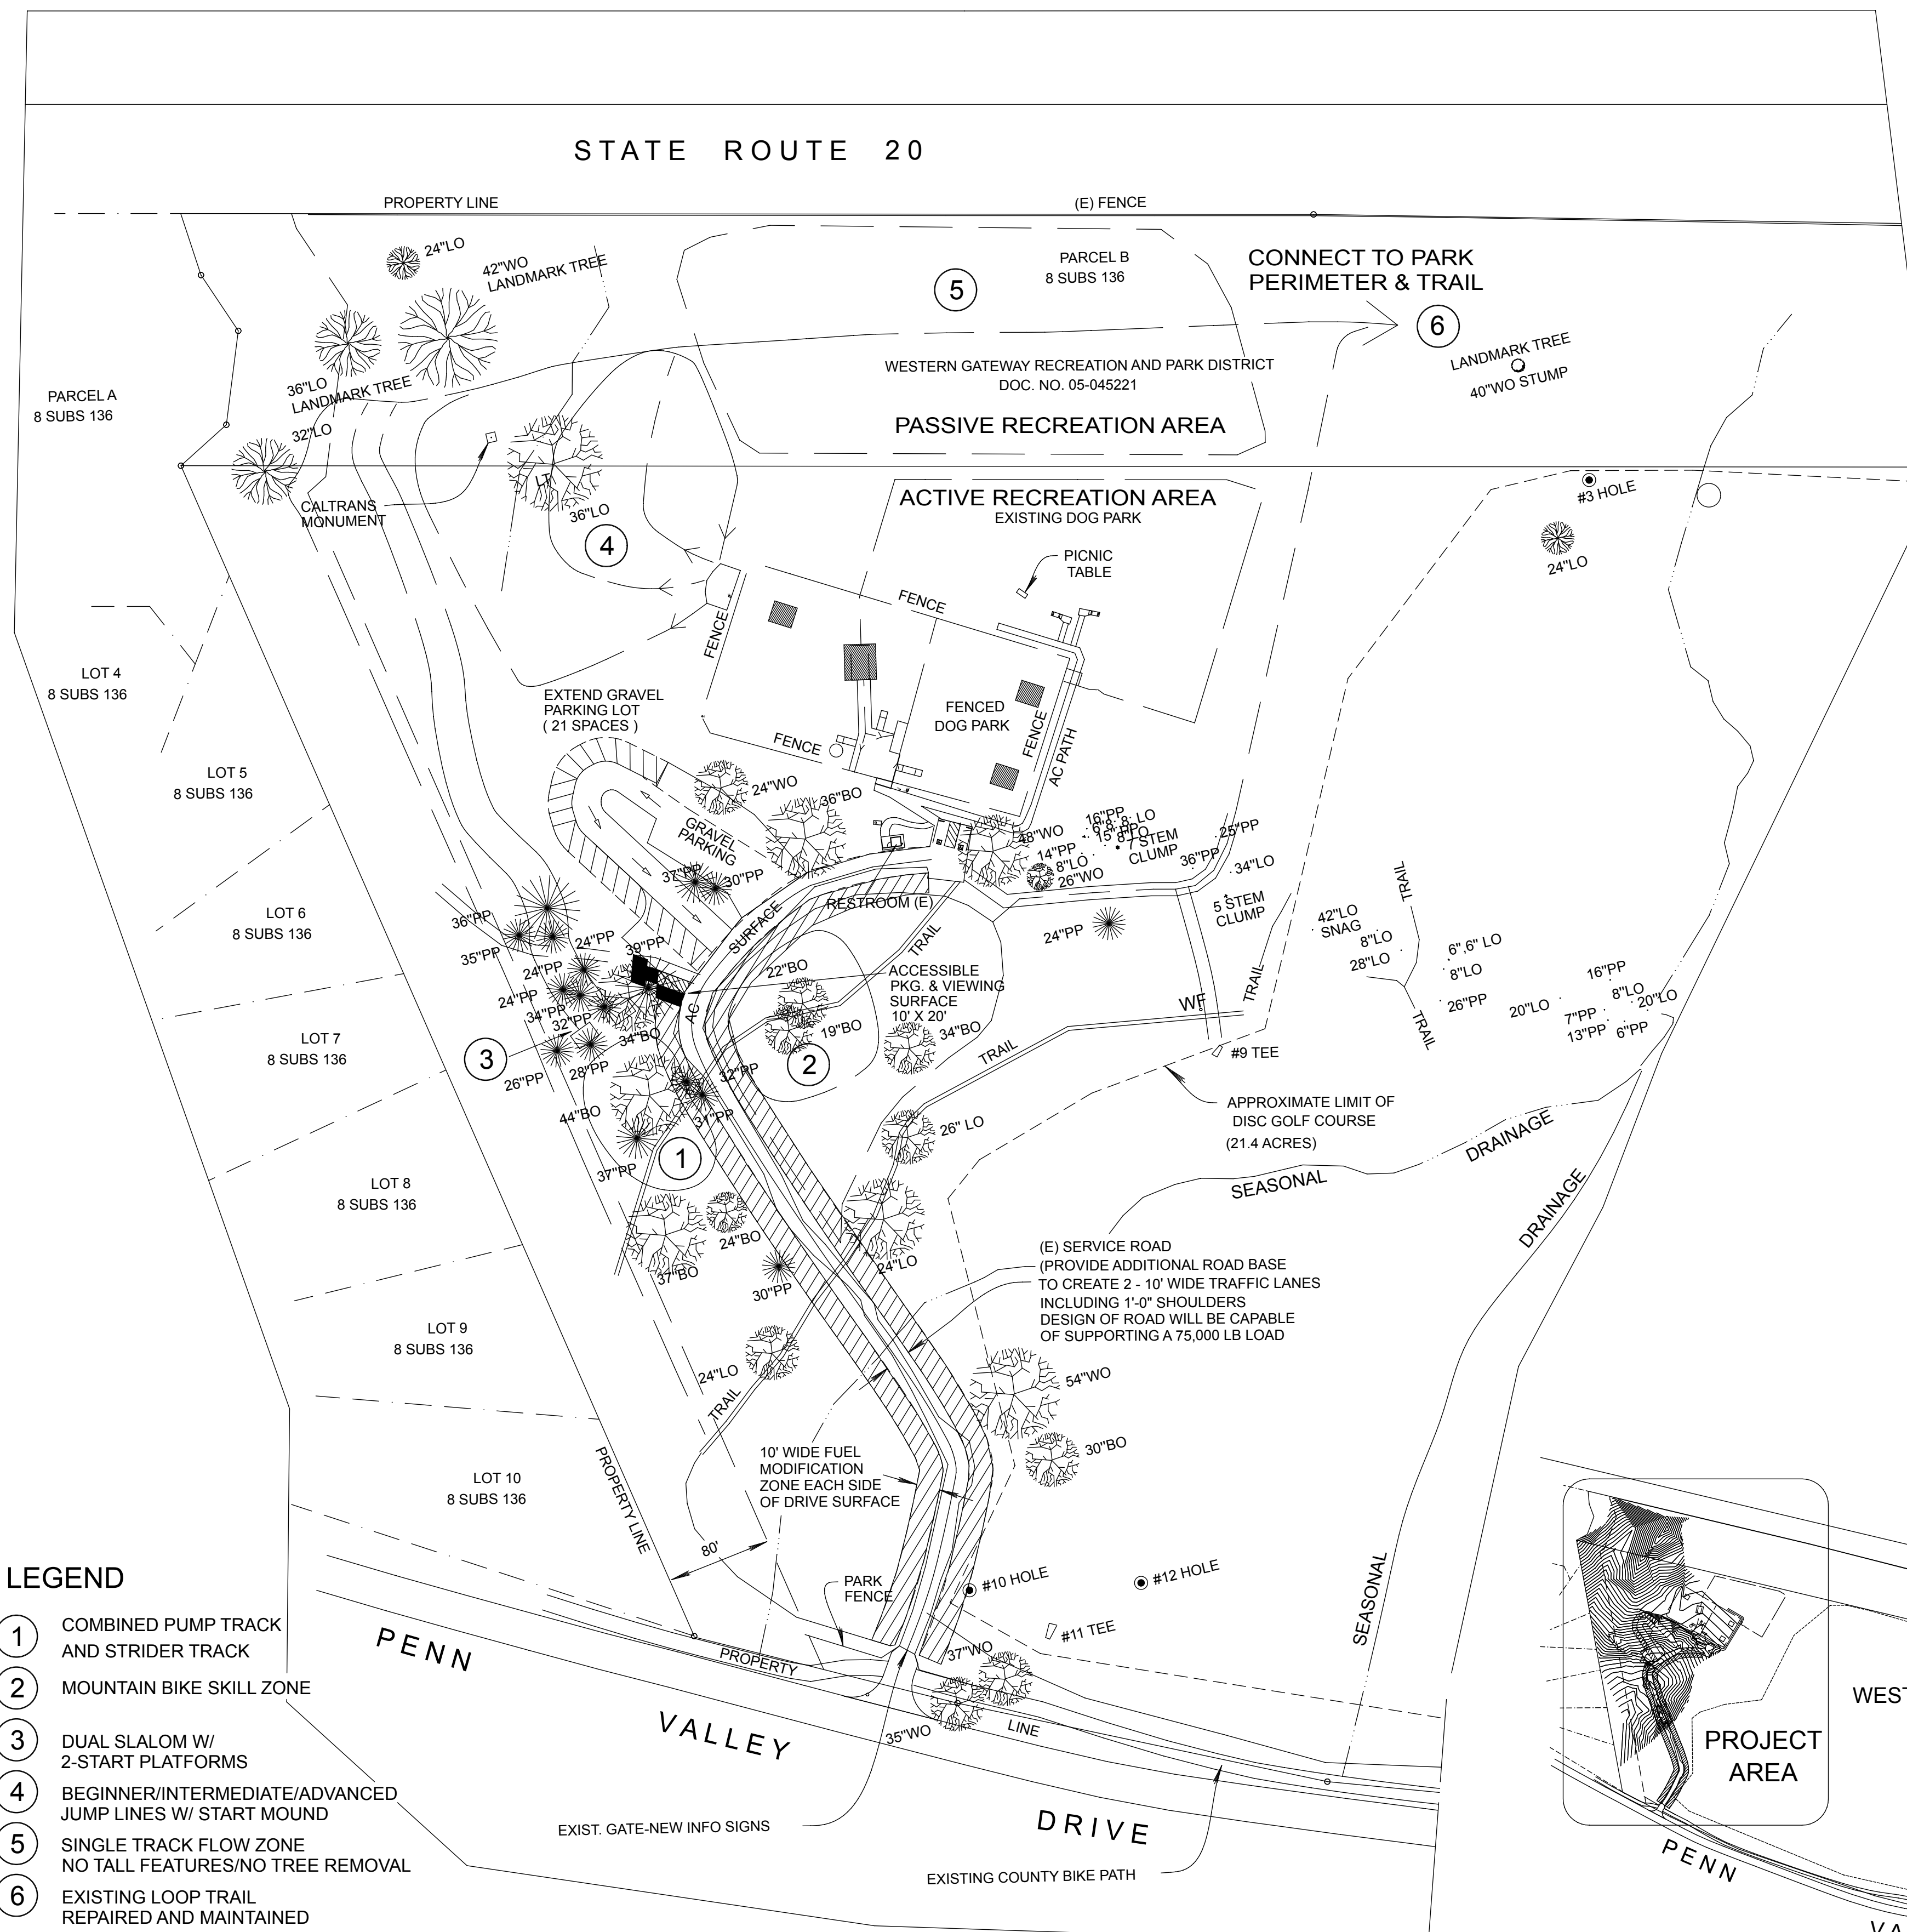 STATE ROUTE 20
PROPERTY LINE
(E) FENCE
24"LO
42"WO
LANDMARK TREE
PARCEL B
8 SUBS 136
CONNECT TO PARK
PERIMETER & TRAIL
5
6
LANDMARK TREE
40"WO STUMP
WESTERN GATEWAY RECREATION AND PARK DISTRICT
DOC. NO. 05-045221
PASSIVE RECREATION AREA
36"LO
LANDMARK TREE
PARCEL A
8 SUBS 136
32"LO
CALTRANS
MONUMENT
LT
36"LO
4
ACTIVE RECREATION AREA
EXISTING DOG PARK
#3 HOLE
24"LO
PICNIC
TABLE
FENCE
FENCE
LOT 4
8 SUBS 136
EXTEND GRAVEL
PARKING LOT
( 21 SPACES )
FENCED
DOG PARK
FENCE
AC PATH
FENCE
LOT 5
8 SUBS 136
24"WO
36"BO
GRAVEL
PARKING
37"PP
30"PP
48"WO
16"PP
6"8; 8; LO
15"PP
8"LO
7 STEM
CLUMP
14"PP
8"LO
26"WO
25"PP
36"PP
34"LO
5 STEM
CLUMP
TRAIL
42"LO
SNAG
8"LO
28"LO
6",6" LO
8"LO
26"PP
16"PP
8"LO
20"LO
20"LO
7"PP
13"PP
6"PP
TRAIL
LOT 6
8 SUBS 136
36"PP
35"PP
24"PP
39"PP
24"PP
24"PP
34"PP
32"PP
34"BO
SURFACE
RESTROOM (E)
TRAIL
24"PP
22"BO
ACCESSIBLE
PKG. & VIEWING
SURFACE
10' X 20'
AC
19"BO
34"BO
WF
TRAIL
TRAIL
#9 TEE
LOT 7
8 SUBS 136
3
2
26"PP
28"PP
32"PP
31"PP
44"BO
37"PP
1
26" LO
APPROXIMATE LIMIT OF
DISC GOLF COURSE
(21.4 ACRES)
DRAINAGE
SEASONAL
DRAINAGE
LOT 8
8 SUBS 136
24"BO
37"BO
30"PP
24"LO
(E) SERVICE ROAD
(PROVIDE ADDITIONAL ROAD BASE
TO CREATE 2 - 10' WIDE TRAFFIC LANES
INCLUDING 1'-0" SHOULDERS
DESIGN OF ROAD WILL BE CAPABLE
OF SUPPORTING A 75,000 LB LOAD
LOT 9
8 SUBS 136
24"LO
TRAIL
54"WO
30"BO
10' WIDE FUEL
MODIFICATION
ZONE EACH SIDE
OF DRIVE SURFACE
LOT 10
8 SUBS 136
PROPERTY LINE
80'
PARK
FENCE
#10 HOLE
#12 HOLE
#11 TEE
SEASONAL
37"WO
35"WO
PROPERTY
LINE
PENN
VALLEY
DRIVE
EXIST. GATE-NEW INFO SIGNS
EXISTING COUNTY BIKE PATH
LEGEND
1 COMBINED PUMP TRACK
AND STRIDER TRACK
2 MOUNTAIN BIKE SKILL ZONE
3 DUAL SLALOM W/
2-START PLATFORMS
4 BEGINNER/INTERMEDIATE/ADVANCED
JUMP LINES W/ START MOUND
5 SINGLE TRACK FLOW ZONE
NO TALL FEATURES/NO TREE REMOVAL
6 EXISTING LOOP TRAIL
REPAIRED AND MAINTAINED
PROJECT
AREA
WEST
PENN
VA